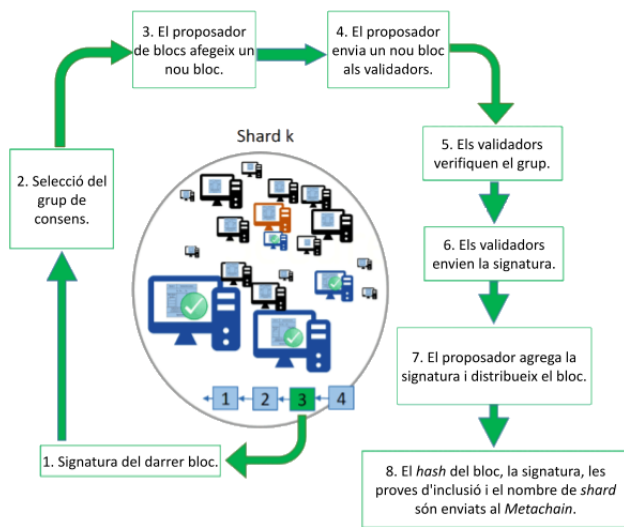 3. El proposador
de blocs afegeix un
nou bloc.
4. El proposador
envia un nou bloc
als validadors.
Shard k
5. Els validadors
verifiquen el grup.
2. Selecció del
grup de
consens.
6. Els validadors
envien la signatura.
7. El proposador agrega la
signatura i distribueix el bloc.
1 2 3 4
1. Signatura del darrer bloc.
8. El hash del bloc, la signatura, les
proves d'inclusió i el nombre de shard
són enviats al Metachain.